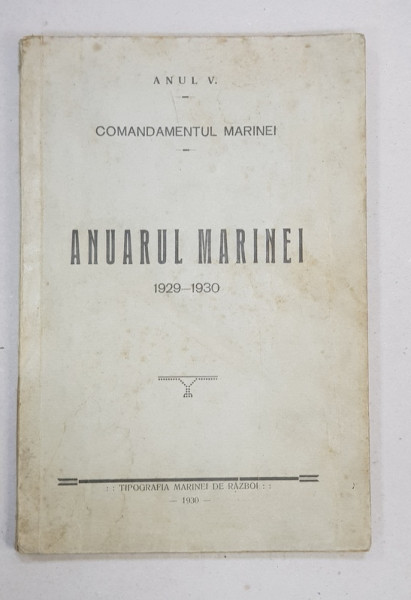 ANUL V.
COMANDAMENTUL MARINEI
ANUARUL MARINEI
1929—1930
: : TIPOGRAFIA MARINEI DE RĂZBOI : :
— 1930 —